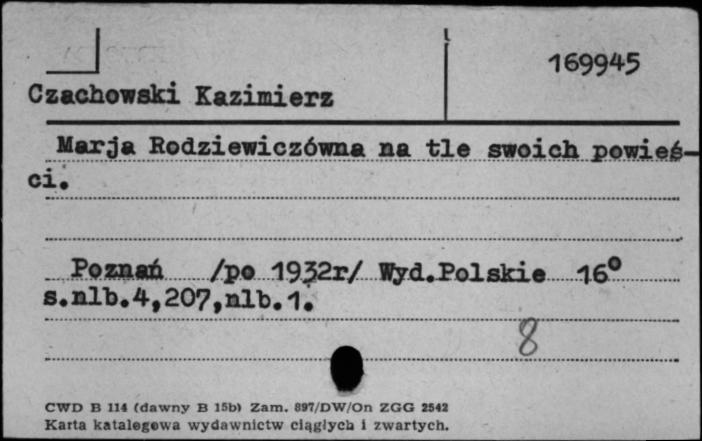 169945
Czachowski Kazimierz
Marja Rodziewiczówna na tle swoich powieś-
ci.
Poznań /po 1932r/ Wyd.Polskie 16°
s.nlb.4,207,nlb.1.
8
CWD B 114 (dawny B 15b) Zam. 897/DW/On ZGG 2542
Karta katalogowa wydawnictw ciągłych i zwartych.